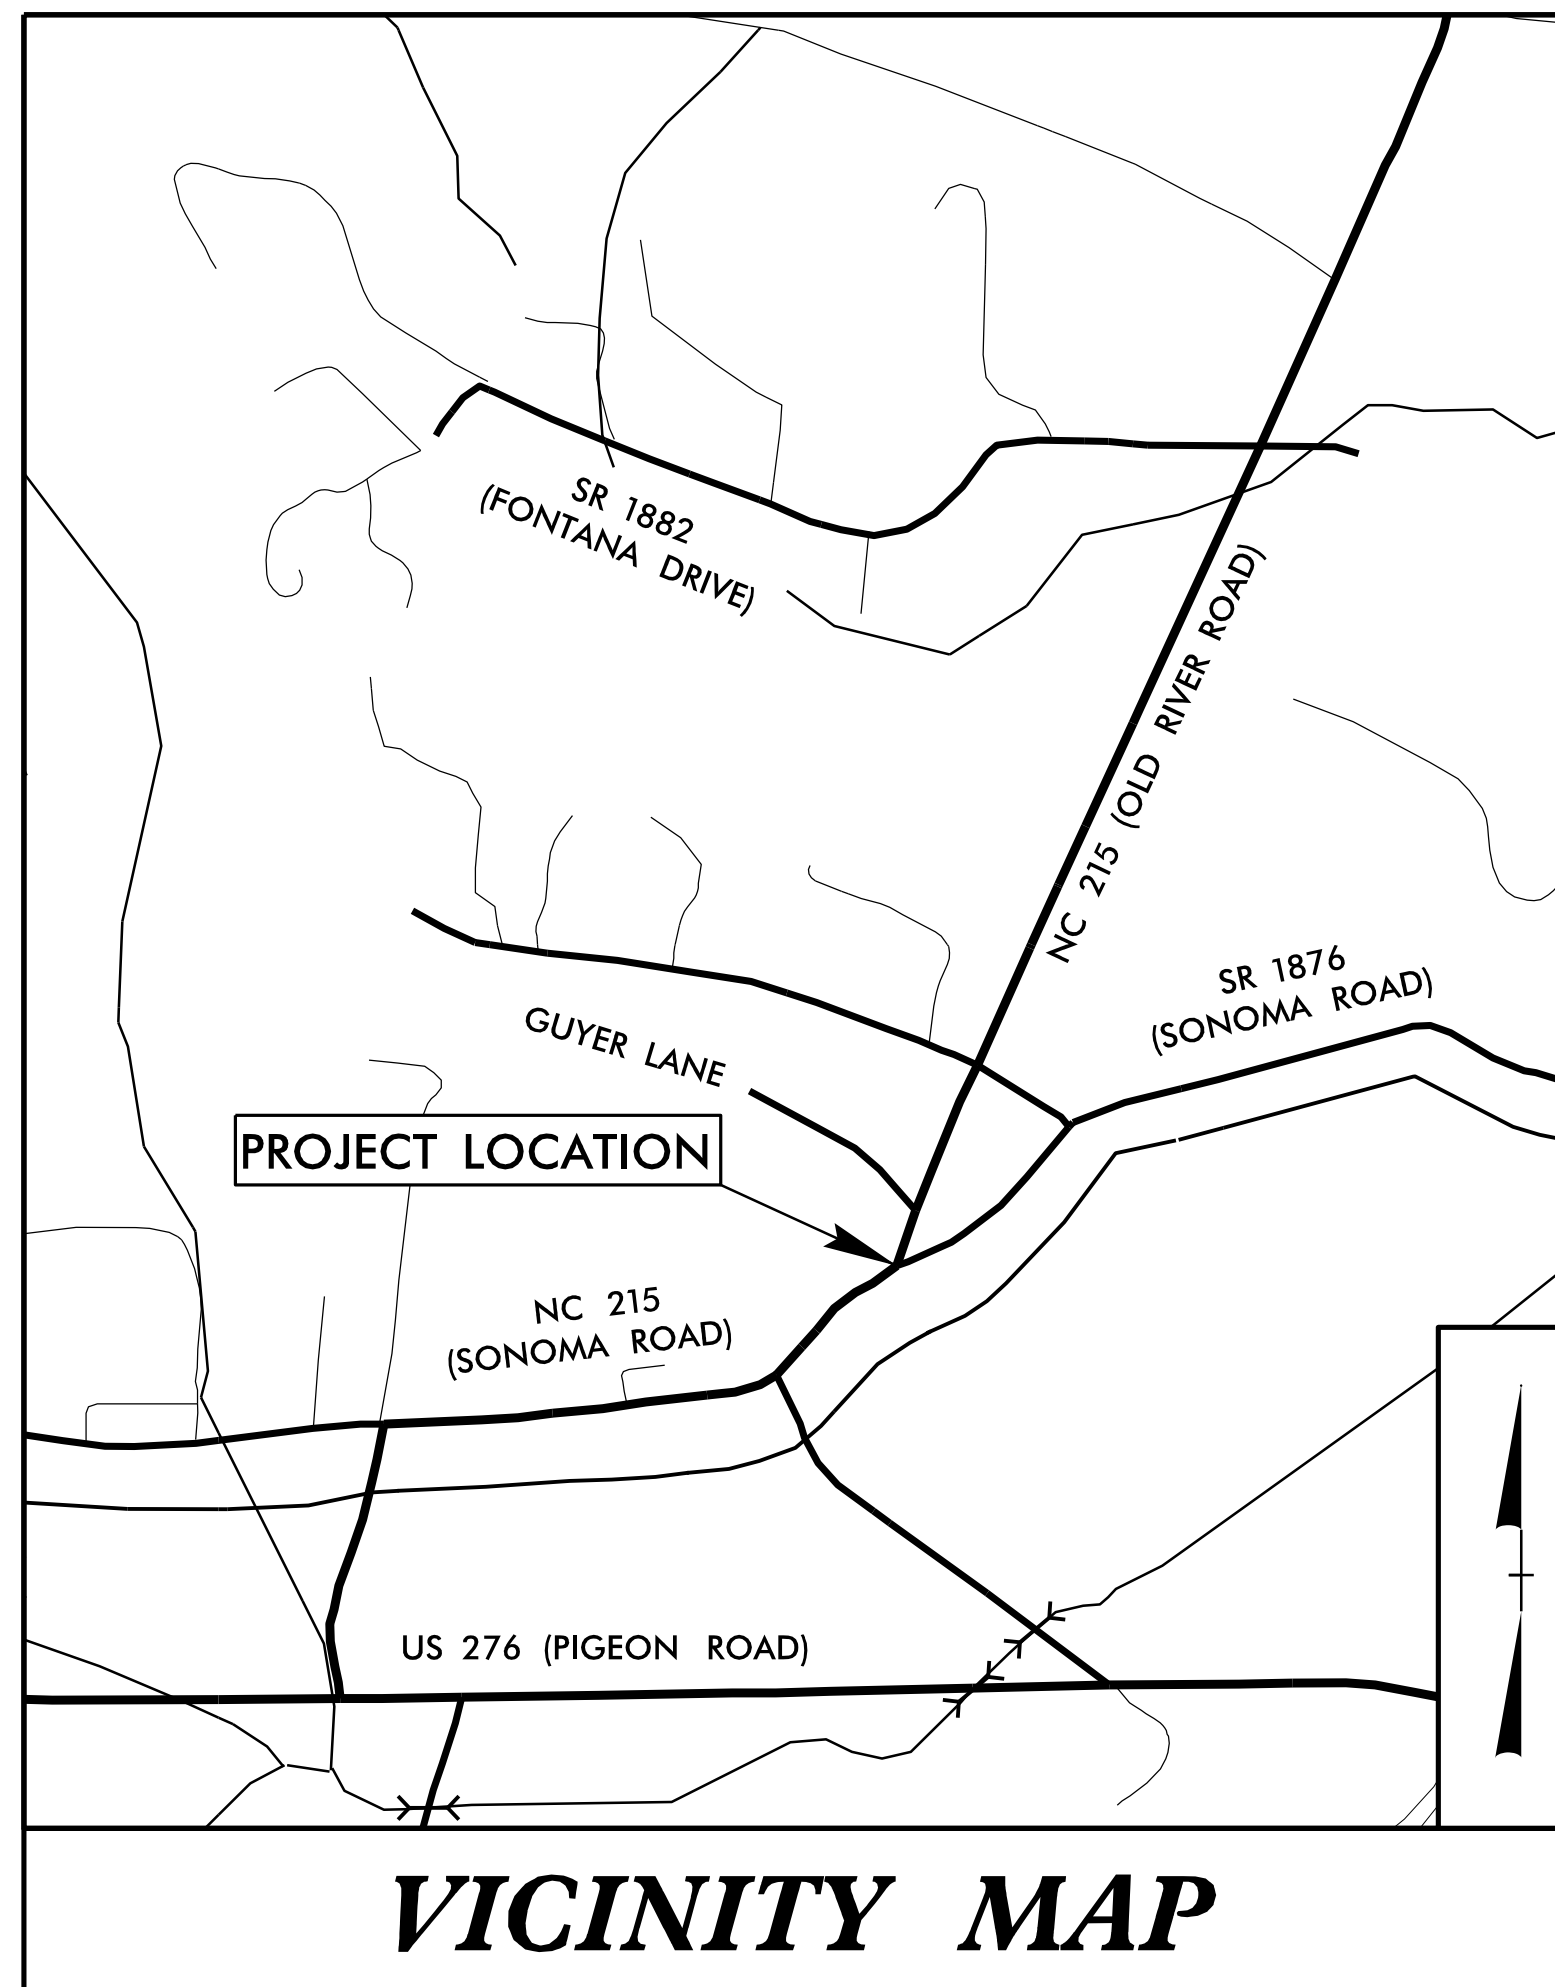 SR 1882
(FONTANA DRIVE)
NC 215 (OLD RIVER ROAD)
SR 1876
(SONOMA ROAD)
GUYER LANE
PROJECT LOCATION
NC 215
(SONOMA ROAD)
US 276 (PIGEON ROAD)
VICINITY MAP